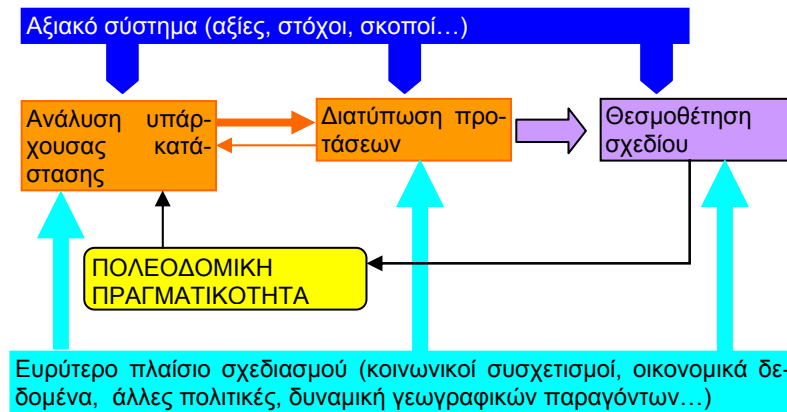 Αξιακό σύστημα (αξίες, στόχοι, σκοποί…)
Ανάλυση υπάρ-
χουσας κατά-
στασης
Διατύπωση προ-
τάσεων
Θεσμοθέτηση
σχεδίου
ΠΟΛΕΟΔΟΜΙΚΗ
ΠΡΑΓΜΑΤΙΚΟΤΗΤΑ
Ευρύτερο πλαίσιο σχεδιασμού (κοινωνικοί συσχετισμοί, οικονομικά δε-
δομένα, άλλες πολιτικές, δυναμική γεωγραφικών παραγόντων…)